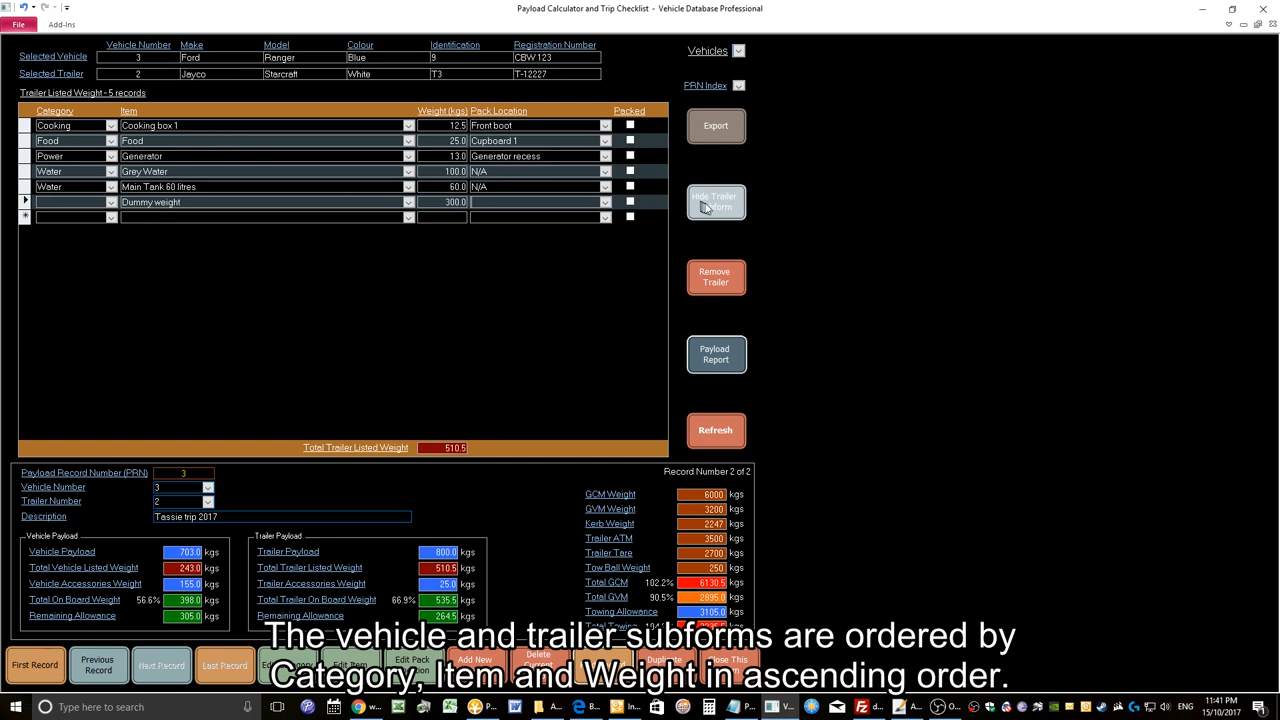 Payload Calculator and Trip Checklist - Vehicle Database Professional
File Add-Ins
Vehicle Number Make Model Colour Identification Registration Number
Selected Vehicle 3 Ford Ranger Blue 9 CBW 123
Selected Trailer 2 Jayco Starcraft White T3 T-12227
Vehicles
PRN Index
Trailer Listed Weight - 5 records
Category Item Weight (kgs) Pack Location Packed
Cooking Cooking box 1 12.5 Front boot
Food Food 25.0 Cupboard 1
Power Generator 13.0 Generator recess
Water Grey Water 100.0 N/A
Water Main Tank 60 litres 60.0 N/A
Dummy weight 300.0
Export
Hide Trailer
Remove
Trailer
Payload
Report
Refresh
Total Trailer Listed Weight 510.5
Payload Record Number (PRN) 3
Vehicle Number 3
Trailer Number 2
Description Tassie trip 2017
Record Number 2 of 2
GCM Weight 6000 kgs
GVM Weight 3200 kgs
Kerb Weight 2247 kgs
Trailer ATM 3500 kgs
Trailer Tare 2700 kgs
Tow Ball Weight 250 kgs
Total GCM 102.2% 6130.5 kgs
Total GVM 90.5% 2895.0 kgs
Towing Allowance 3105.0 kgs
Total Towing
Vehicle Payload
Vehicle Payload 703.0 kgs
Total Vehicle Listed Weight 243.0 kgs
Vehicle Accessories Weight 155.0 kgs
Total On Board Weight 56.6% 398.0 kgs
Remaining Allowance 305.0 kgs
Trailer Payload
Trailer Payload 800.0 kgs
Total Trailer Listed Weight 510.5 kgs
Trailer Accessories Weight 25.0 kgs
Total Trailer On Board Weight 66.9% 535.5 kgs
Remaining Allowance 264.5 kgs
First Record
Previous
Record
Next Record
Last Record
Edit Item
Edit Pack
Add New
Delete
Current
Duplicate
Close This
The vehicle and trailer subforms are ordered by
Category, Item and Weight in ascending order.
Type here to search
11:41 PM
15/10/2017